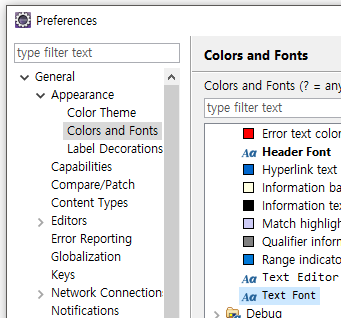 Preferences
type filter text
General
Appearance
Color Theme
Colors and Fonts
Label Decorations
Capabilities
Compare/Patch
Content Types
Editors
Error Reporting
Globalization
Keys
Network Connection
Notifications
Colors and Fonts
Colors and Fonts (? = any
type filter text
Error text color
Aa Header Font
Hyperlink text
Information ba
Information tex
Match highligh
Qualifier inform
Range indicato
Aa Text Editor
Aa Text Font
Debug